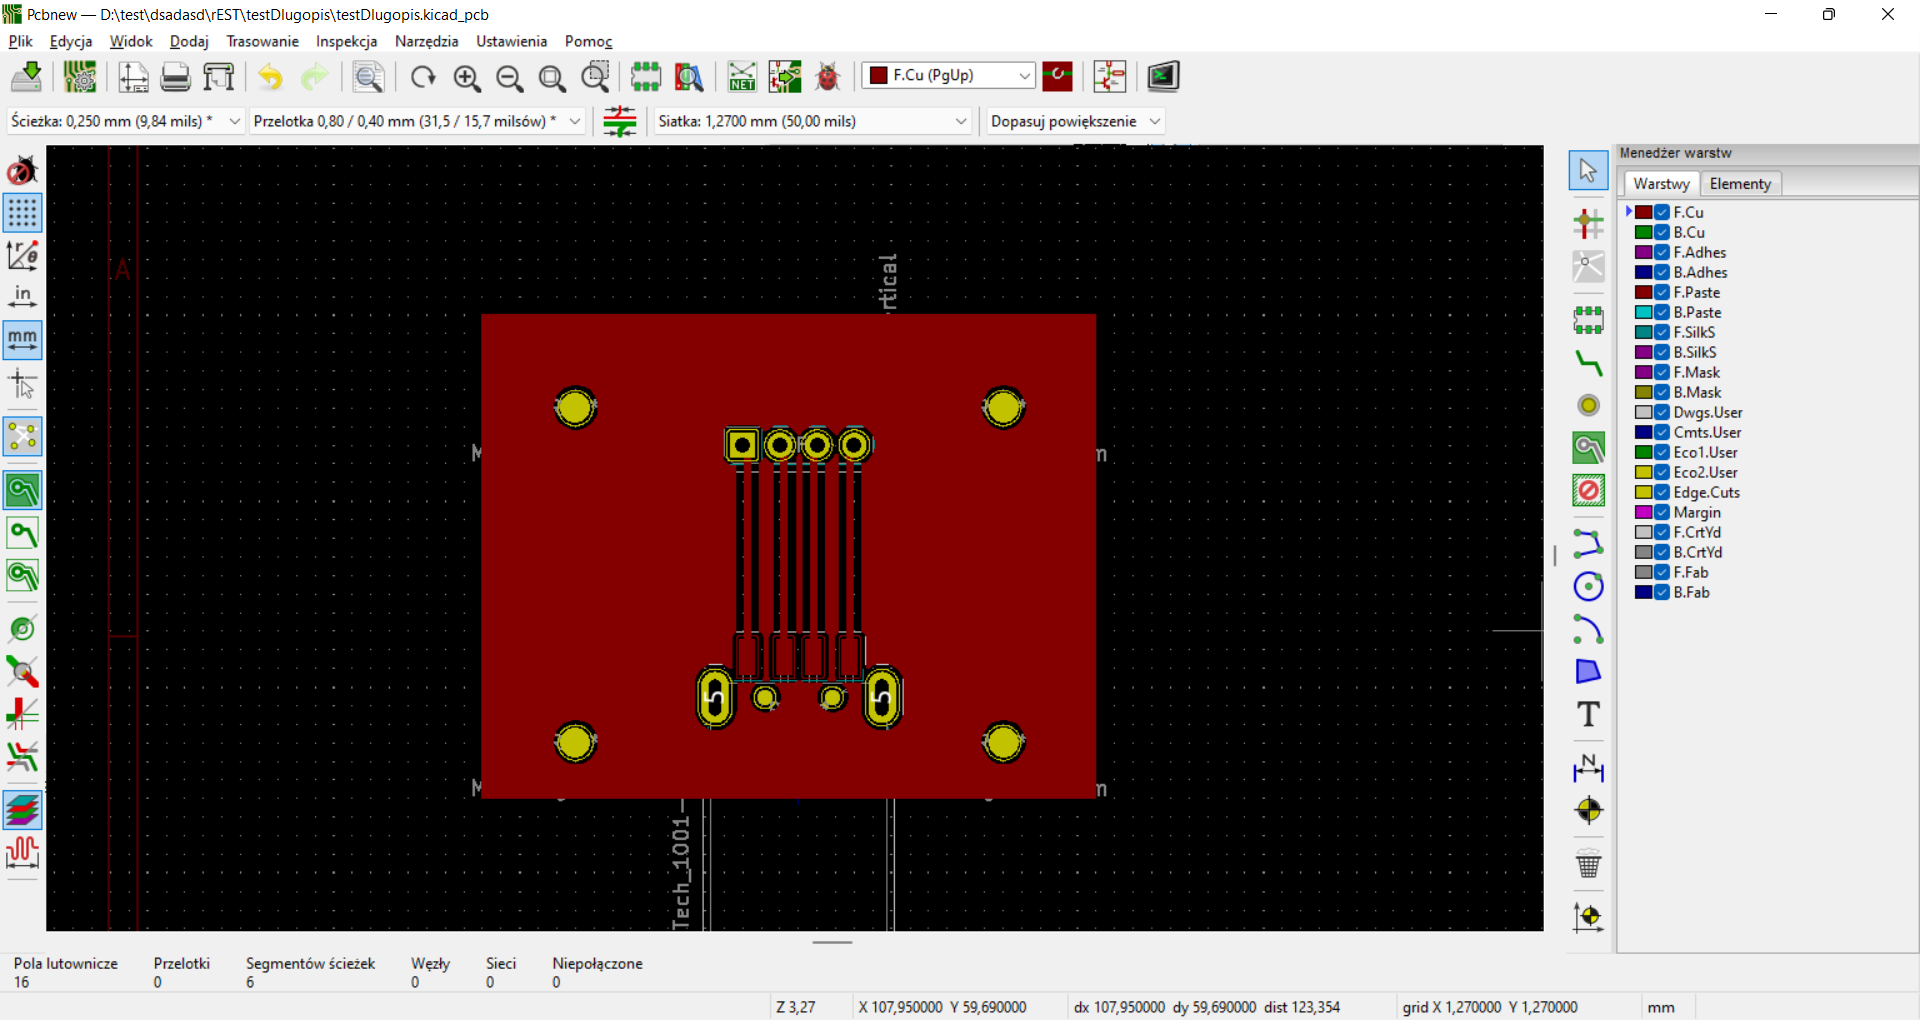 Pcbnew — D:\test\dsadasd\rEST\testDlugopis\testDlugopis.kicad_pcb
Plik Edycja Widok Dodaj Trasowanie Inspekcja Narzędzia Ustawienia Pomoc
NET
F.Cu (PgUp)
Ścieżka: 0,250 mm (9,84 mils) *
Przelotka 0,80 / 0,40 mm (31,5 / 15,7 milsów) *
Siatka: 1,2700 mm (50,00 mils)
Dopasuj powiększenie
in
mm
A
rtical
5
5
Tech_1001
T
N
Menedżer warstw
Warstwy Elementy
F.Cu
B.Cu
F.Adhes
B.Adhes
F.Paste
B.Paste
F.SilkS
B.SilkS
F.Mask
B.Mask
Dwgs.User
Cmts.User
Eco1.User
Eco2.User
Edge.Cuts
Margin
F.CrtYd
B.CrtYd
F.Fab
B.Fab
Pola lutownicze Przelotki Segmentów ścieżek Węzły Sieci Niepołączone
16 0 6 0 0 0
Z 3,27 X 107,950000 Y 59,690000 dx 107,950000 dy 59,690000 dist 123,354 grid X 1,270000 Y 1,270000 mm